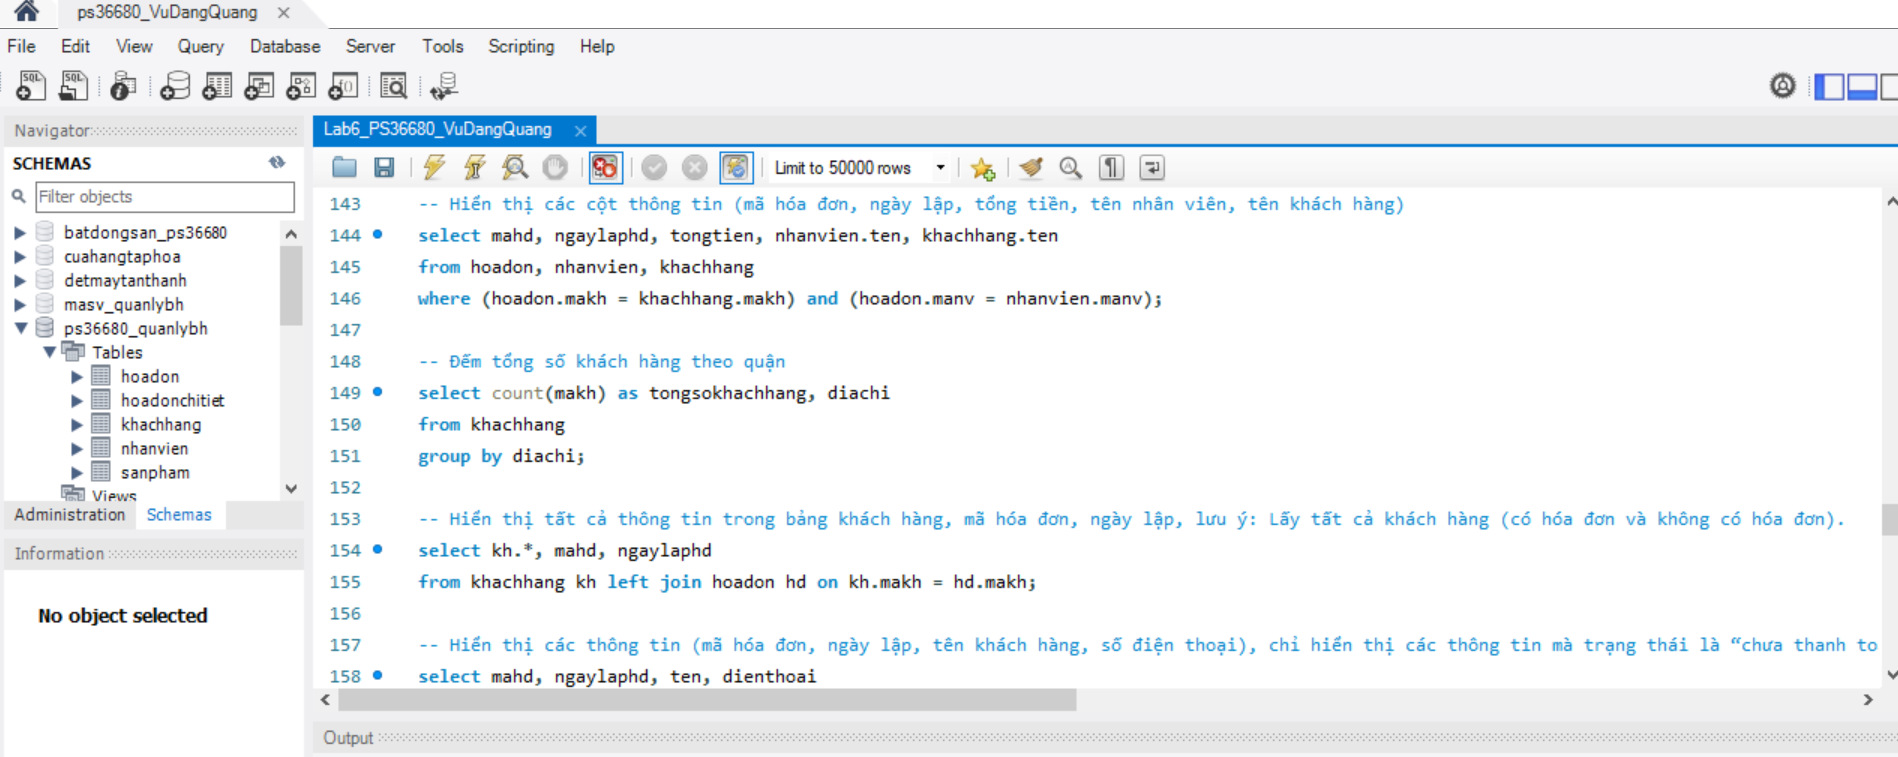 ps36680_VuDangQuang
File Edit View Query Database Server Tools Scripting Help
Navigator
SCHEMAS
Filter objects
batdongsan_ps36680
cuahangtaphoa
detmaytanthanh
masv_quanlybh
ps36680_quanlybh
Tables
hoadon
hoadonchitiet
khachhang
nhanvien
sanpham
Views
Administration Schemas
Information
No object selected
Lab6_PS36680_VuDangQuang
Limit to 50000 rows
143 -- Hiển thị các cột thông tin (mã hóa đơn, ngày lập, tổng tiền, tên nhân viên, tên khách hàng)
144 select mahd, ngaylaphd, tongtien, nhanvien.ten, khachhang.ten
145 from hoadon, nhanvien, khachhang
146 where (hoadon.makh = khachhang.makh) and (hoadon.manv = nhanvien.manv);
147
148 -- Đếm tổng số khách hàng theo quận
149 select count(makh) as tongsokhachhang, diachi
150 from khachhang
151 group by diachi;
152
153 -- Hiển thị tất cả thông tin trong bảng khách hàng, mã hóa đơn, ngày lập, lưu ý: Lấy tất cả khách hàng (có hóa đơn và không có hóa đơn).
154 select kh.*, mahd, ngaylaphd
155 from khachhang kh left join hoadon hd on kh.makh = hd.makh;
156
157 -- Hiển thị các thông tin (mã hóa đơn, ngày lập, tên khách hàng, số điện thoại), chỉ hiển thị các thông tin mà trạng thái là “chưa thanh to
158 select mahd, ngaylaphd, ten, dienthoai
Output